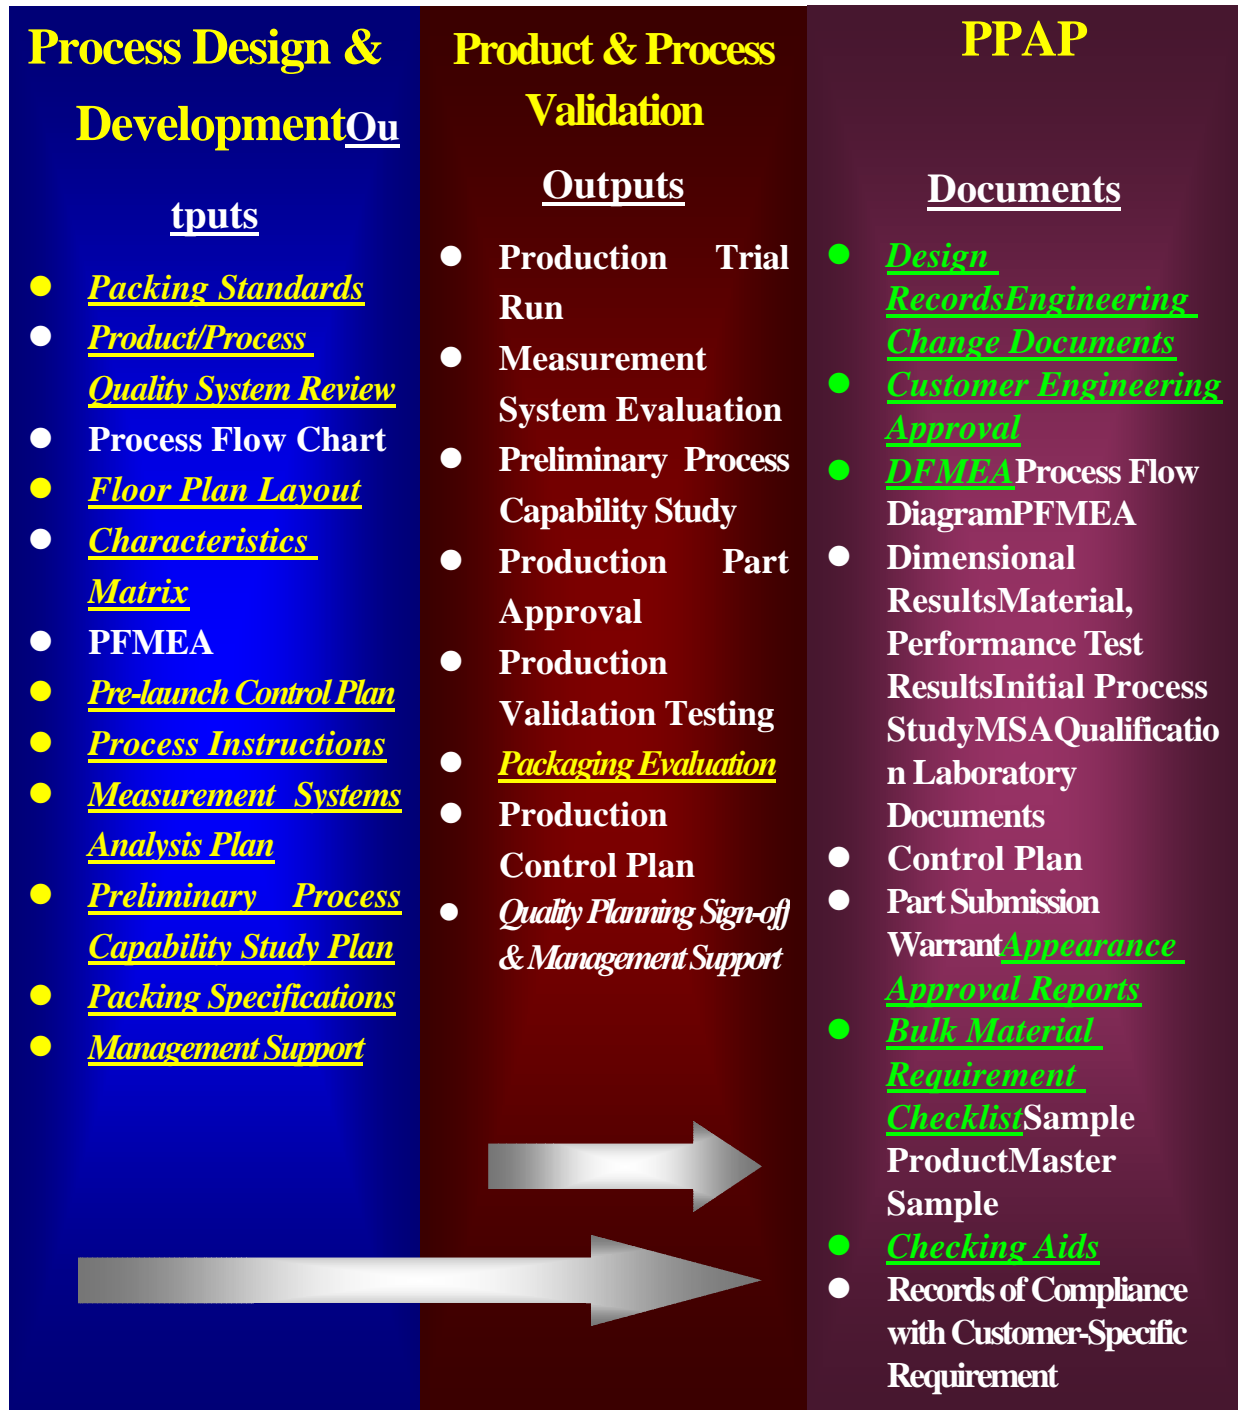 Process Design &
DevelopmentOu
tputs
Packing Standards
Product/Process
Quality System Review
Process Flow Chart
Floor Plan Layout
Characteristics
Matrix
PFMEA
Pre-launch Control Plan
Process Instructions
Measurement Systems
Analysis Plan
Preliminary Process
Capability Study Plan
Packing Specifications
Management Support
Product & Process
Validation
Outputs
Production Trial
Run
Measurement
System Evaluation
Preliminary Process
Capability Study
Production Part
Approval
Production
Validation Testing
Packaging Evaluation
Production
Control Plan
Quality Planning Sign-off
& Management Support
PPAP
Documents
Design
RecordsEngineering
Change Documents
Customer Engineering
Approval
DFMEAProcess Flow
DiagramPFMEA
Dimensional
ResultsMaterial,
Performance Test
ResultsInitial Process
StudyMSAQualificatio
n Laboratory
Documents
Control Plan
Part Submission
WarrantAppearance
Approval Reports
Bulk Material
Requirement
ChecklistSample
ProductMaster
Sample
Checking Aids
Records of Compliance
with Customer-Specific
Requirement